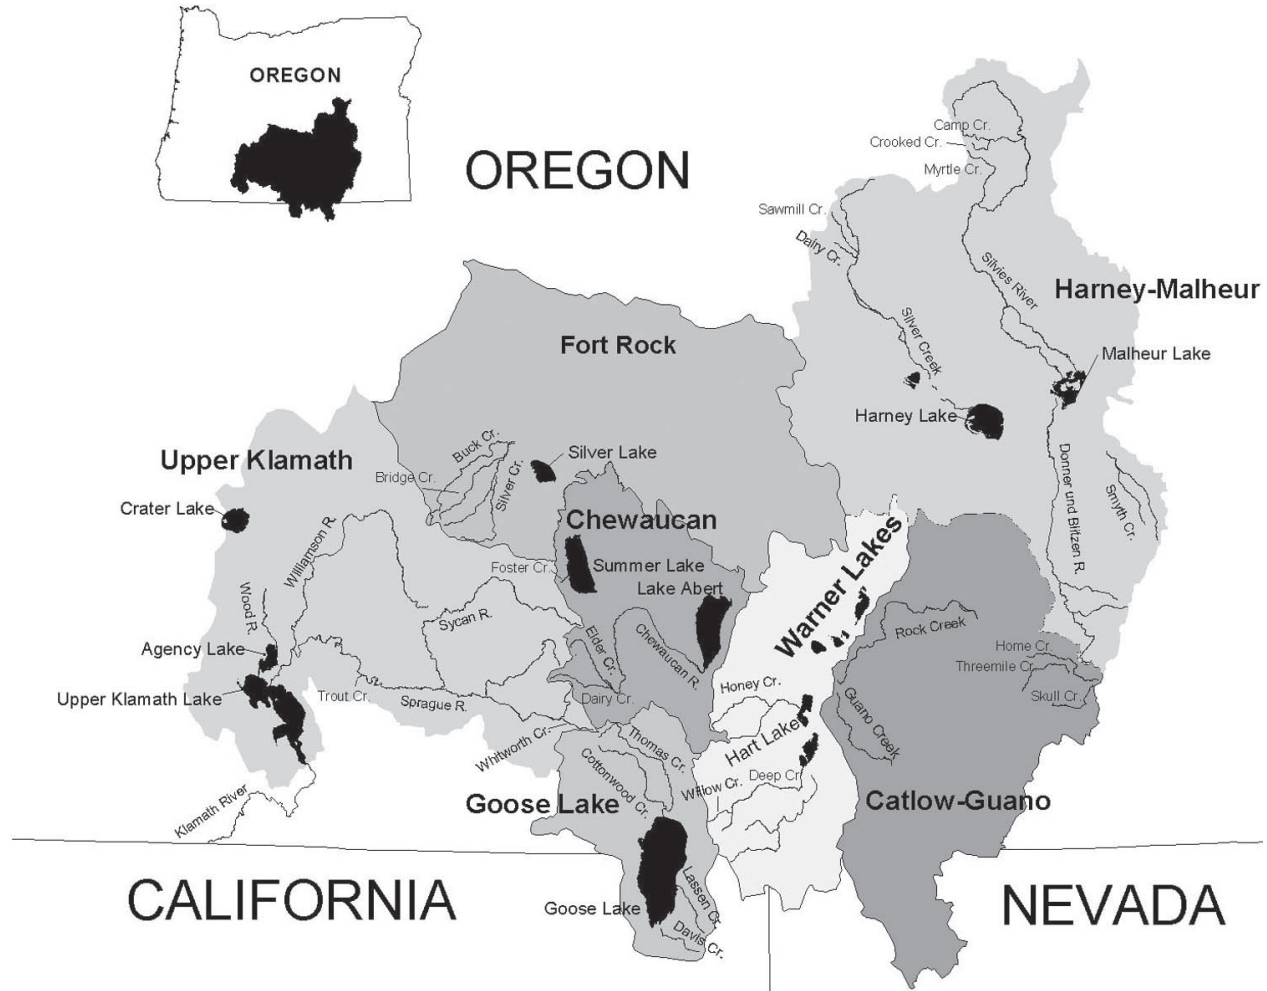 OREGON
OREGON
Camp Cr.
Crooked Cr.
Myrtle Cr.
Sawmill Cr.
Dairy Cr.
Silvies River
Harney-Malheur
Silver Creek
Malheur Lake
Fort Rock
Harney Lake
Upper Klamath
Buck Cr.
Bridge Cr.
Silver Cr.
Silver Lake
Donner und Blitzen R.
Smyth Cr.
Crater Lake
Chewaucan
Williamson R.
Foster Cr.
Summer Lake
Lake Abert
Warner Lakes
Wood R.
Sycan R.
Rock Creek
Agency Lake
Elder Cr.
Chewaucan R.
Home Cr.
Threemile Cr.
Skull Cr.
Upper Klamath Lake
Trout Cr.
Sprague R.
Dairy Cr.
Honey Cr.
Guano Creek
Whitworth Cr.
Thomas Cr.
Hart Lake
Cottonwood Cr.
Willow Cr.
Deep Cr.
Klamath River
Goose Lake
Catlow-Guano
CALIFORNIA
Goose Lake
Lassen Cr.
Davis Cr.
NEVADA